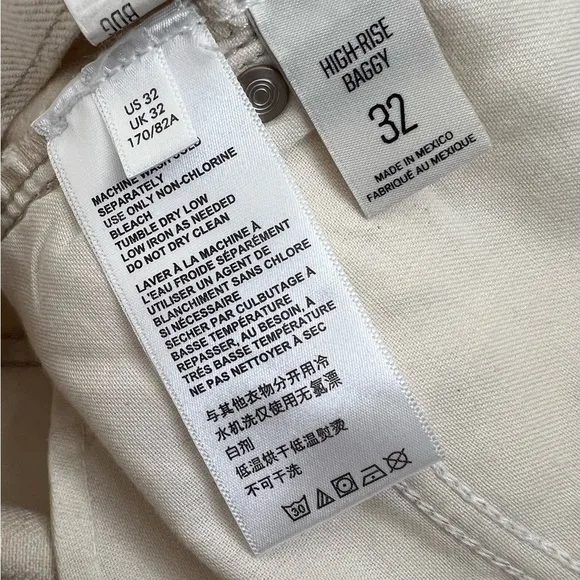 BDG
US 32
UK 32
170/82A
MACHINE WASH COLD
SEPARATELY
USE ONLY NON-CHLORINE
BLEACH
TUMBLE DRY LOW
LOW IRON AS NEEDED
DO NOT DRY CLEAN
LAVER À LA MACHINE À
L'EAU FROIDE SÉPARÉMENT
UTILISER UN AGENT DE
BLANCHIMENT SANS CHLORE
SI NÉCESSAIRE
SECHER PAR CULBUTAGE À
BASSE TEMPÉRATURE
REPASSER, AU BESOIN, À
TRÉS BASSE TEMPÉRATURE
NE PAS NETTOYER À SEC
与其他衣物分开用冷
水机洗仅使用无氯漂
白剂
低温烘干低温熨烫
不可干洗
30
HIGH-RISE
BAGGY
32
MADE IN MEXICO
FABRIQUÉ AU MEXIQUE